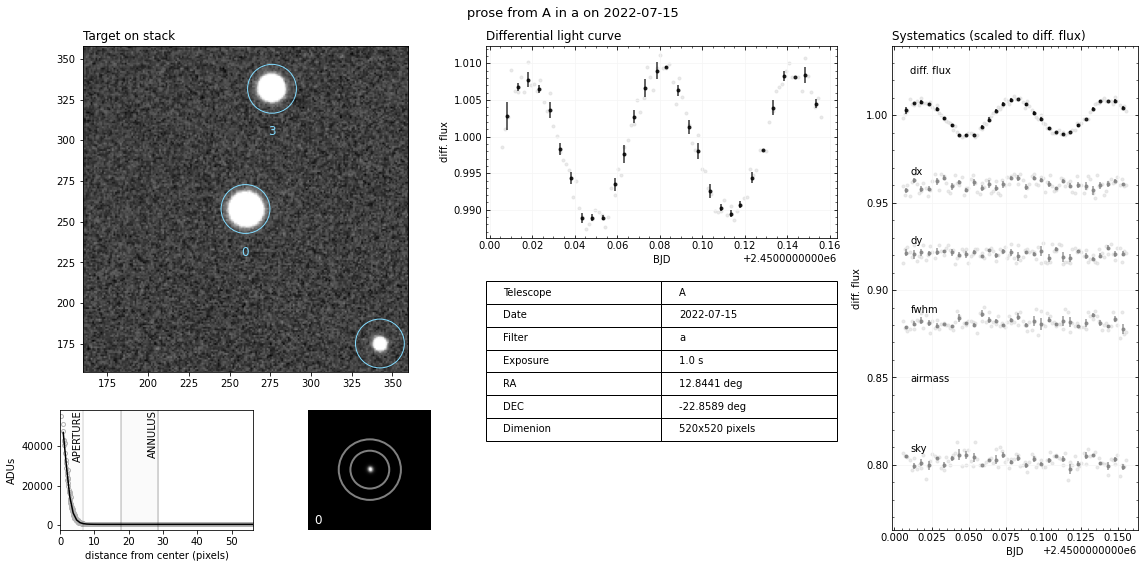 prose from A in a on 2022-07-15
Target on stack
350
325
300
275
250
225
200
175
175
200
225
250
275
300
325
350
3
0
40000
20000
0
ADUs
APERTURE
ANNULUS
0
10
20
30
40
50
distance from center (pixels)
0
Differential light curve
1.010
1.005
1.000
0.995
0.990
diff. flux
0.00
0.02
0.04
0.06
0.08
0.10
0.12
0.14
0.16
BJD
+2.4500000000e6
Telescope A
Date 2022-07-15
Filter a
Exposure 1.0 s
RA 12.8441 deg
DEC -22.8589 deg
Dimenion 520x520 pixels
Systematics (scaled to diff. flux)
diff. flux
dx
dy
fwhm
airmass
sky
1.00
0.95
0.90
0.85
0.80
diff. flux
0.000
0.025
0.050
0.075
0.100
0.125
0.150
BJD
+2.4500000000e6